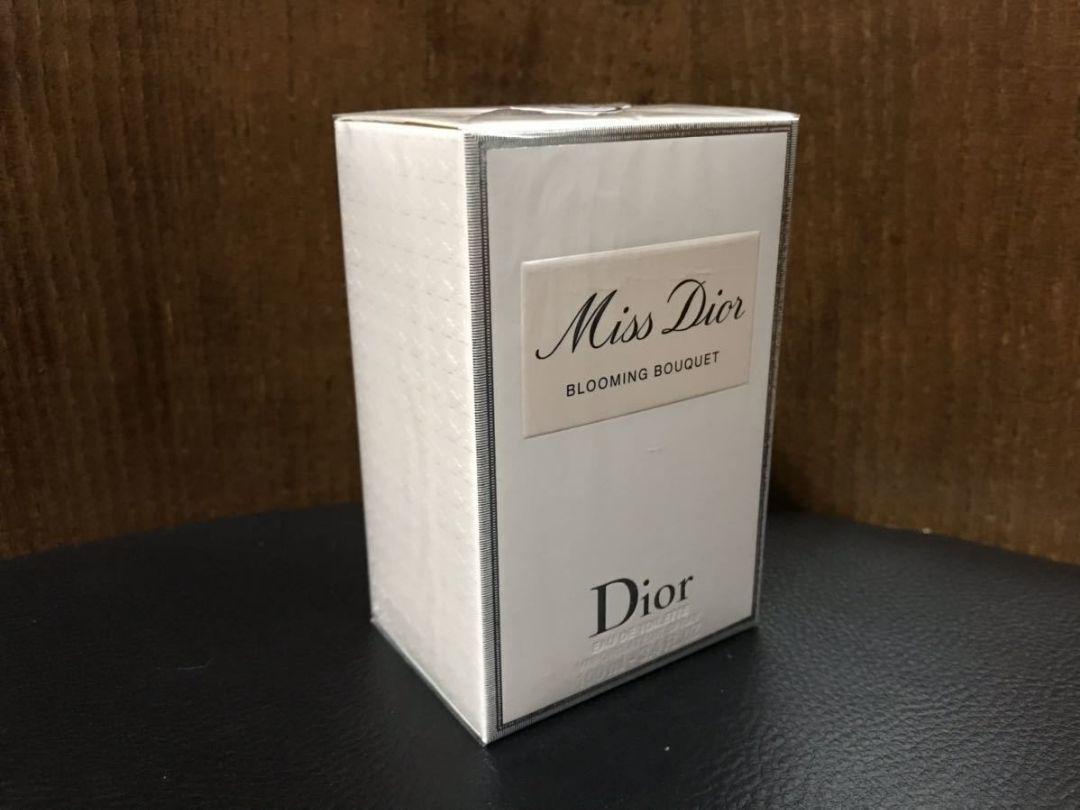 Miss Dior
BLOOMING BOUQUET
Dior
EAU DE TOILETTE